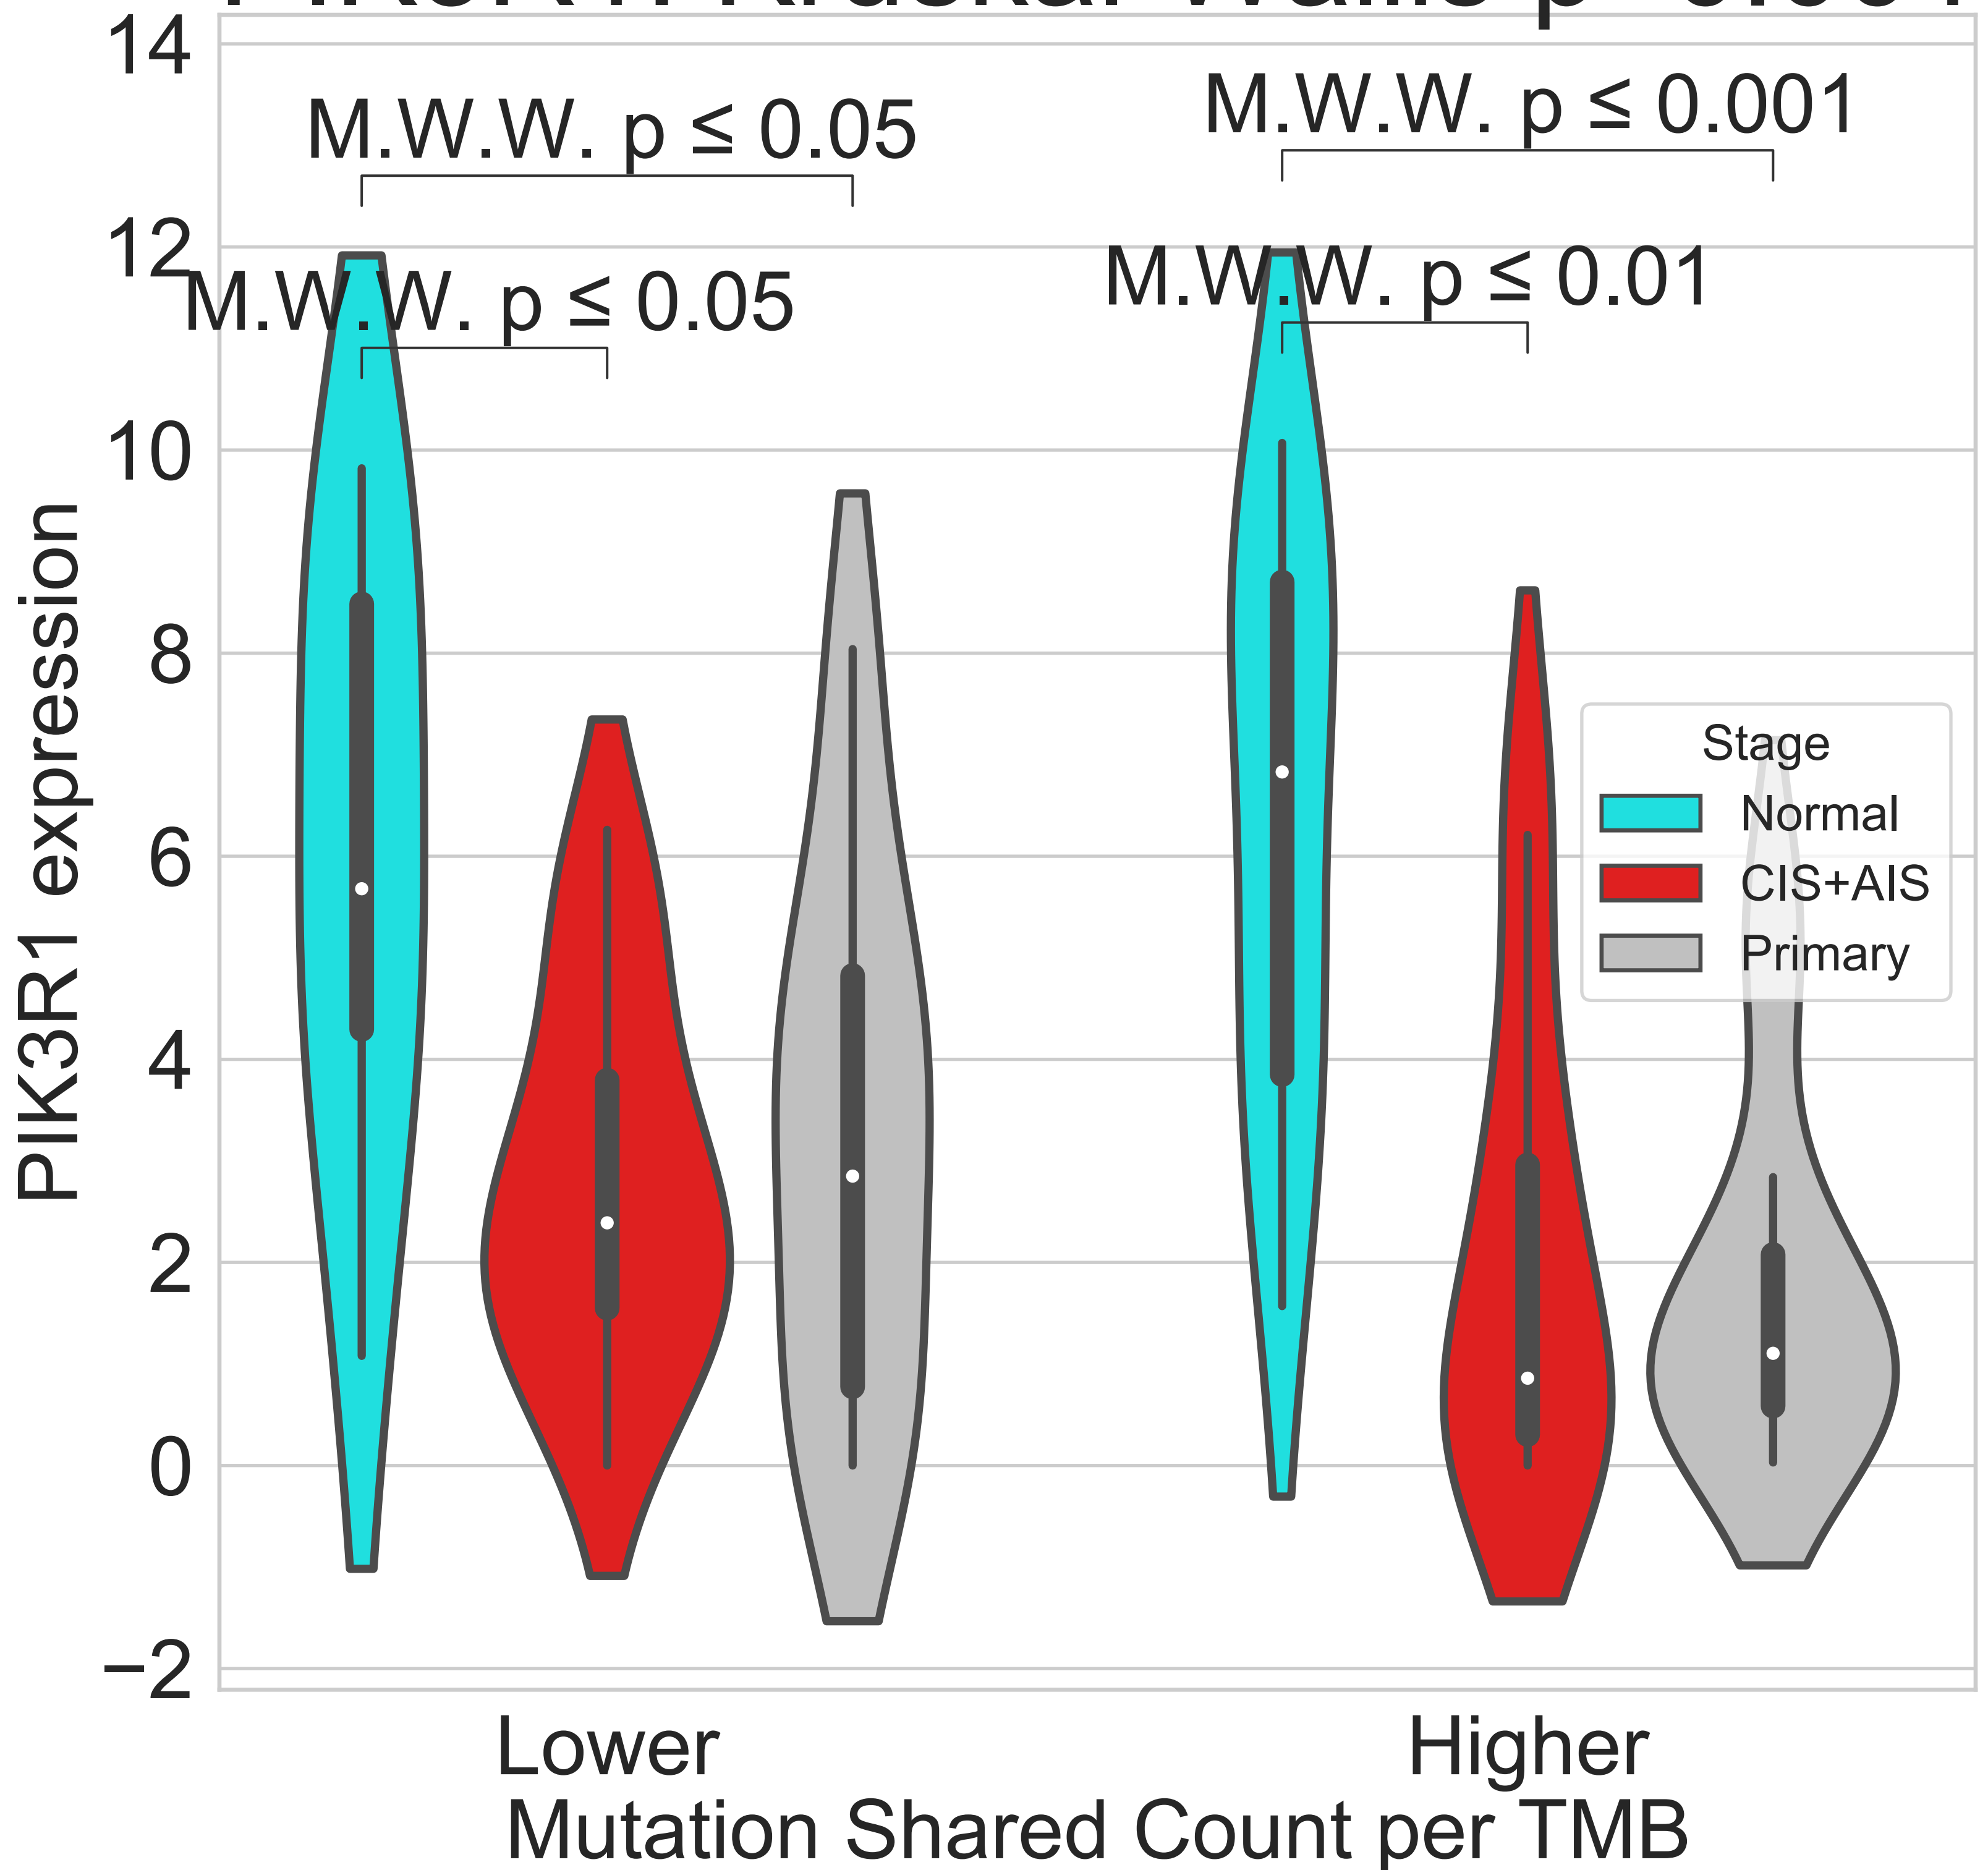 14
M.W.W. p ≤ 0.05
M.W.W. p ≤ 0.001
12
M.W.W. p ≤ 0.05
M.W.W. p ≤ 0.01
10
8
6
4
2
0
−2
PIK3R1 expression
Stage
Normal
CIS+AIS
Primary
Lower
Higher
Mutation Shared Count per TMB